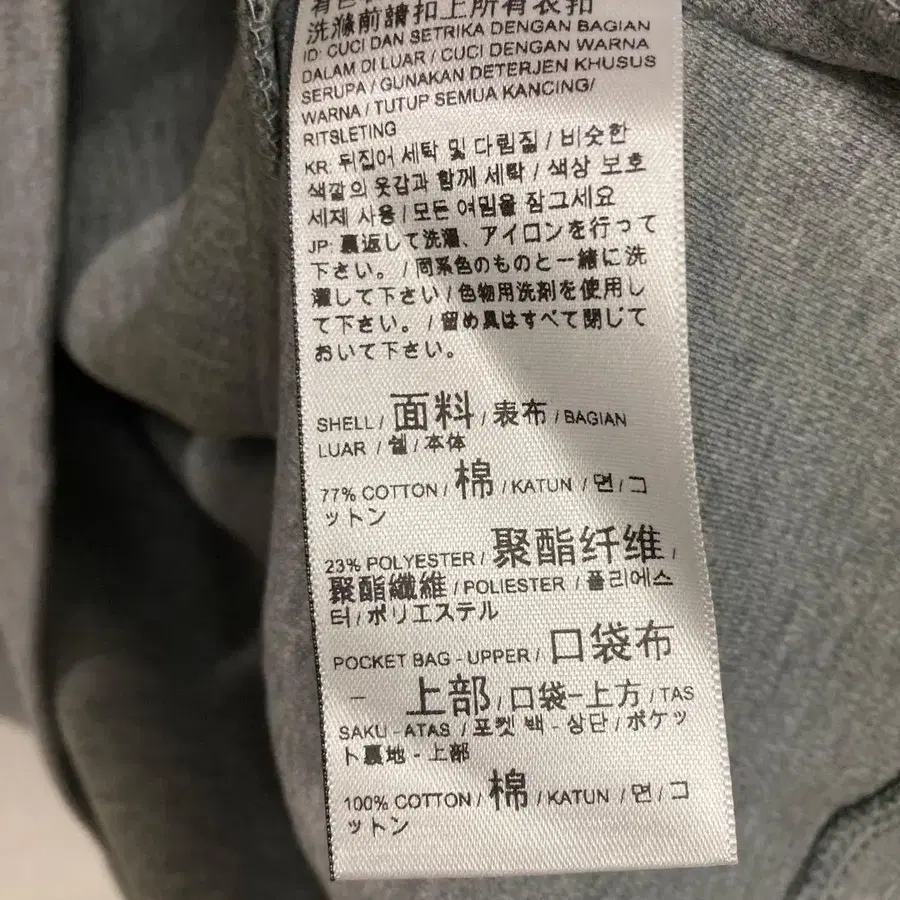 洗滌前請扣上所有衣扣
ID: CUCI DAN SETRIKA DENGAN BAGIAN
DALAM DI LUAR / CUCI DENGAN WARNA
SERUPA / GUNAKAN DETERJEN KHUSUS
WARNA / TUTUP SEMUA KANCING/
RITSLETING
KR: 뒤집어 세탁 및 다림질 / 비슷한
색깔의 옷감과 함께 세탁 / 색상 보호
세제 사용 / 모든 여밈을 잠그세요
JP: 裏返して洗濯、アイロンを行って
下さい。/ 同系色のものと一緒に洗
濯して下さい / 色物用洗剤を使用し
て下さい。/ 留め具はすべて閉じて
おいて下さい。
SHELL / 面料 / 表布 / BAGIAN
LUAR / 쉘 / 本体
77% COTTON / 棉 / KATUN / 면 / コ
ットン
23% POLYESTER / 聚酯纤维 /
聚酯纖維 / POLIESTER / 폴리에스
터 / ポリエステル
POCKET BAG - UPPER / 口袋布
- 上部 / 口袋-上方 / TAS
SAKU - ATAS / 포켓 백 - 상단 / ポケッ
ト裏地 - 上部
100% COTTON / 棉 / KATUN / 면 / コ
ットン